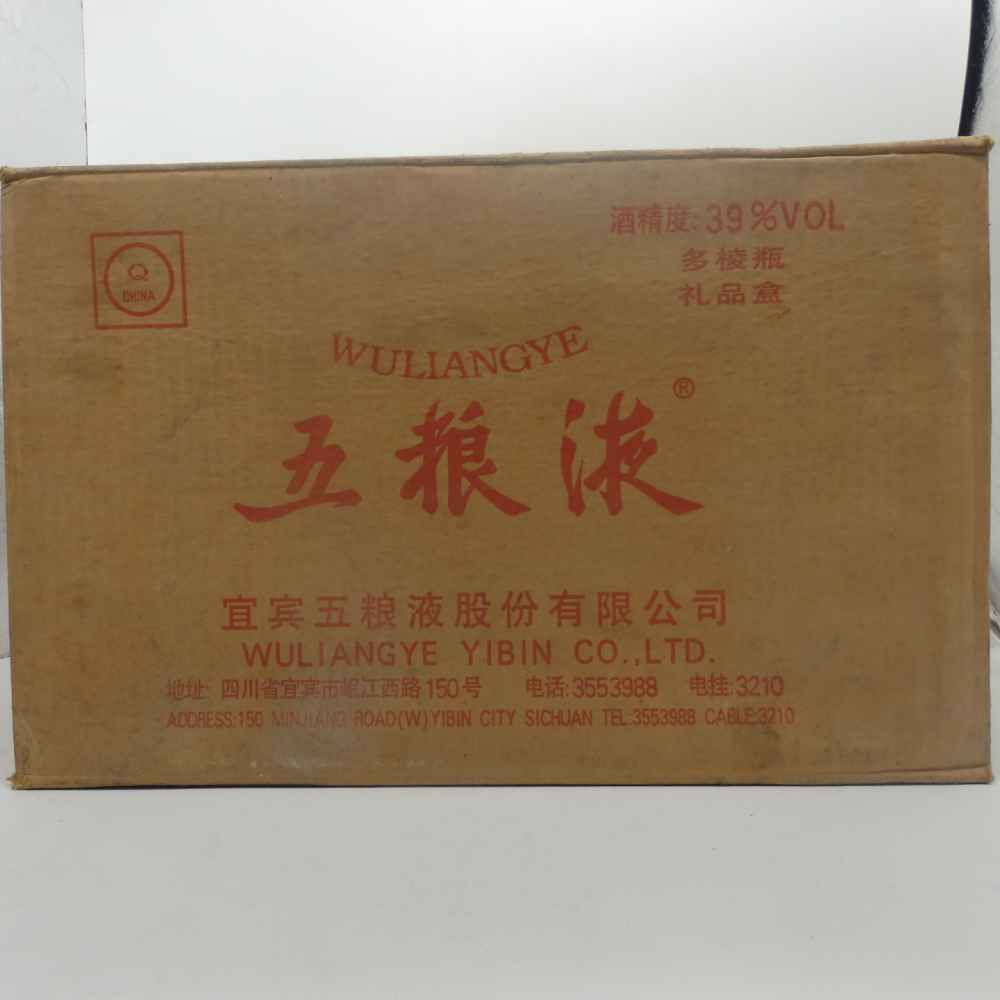 Q
CHINA
酒精度:39%VOL
多棱瓶
礼品盒
WULIANGYE
五粮液®
宜宾五粮液股份有限公司
WULIANGYE YIBIN CO.,LTD.
地址: 四川省宜宾市岷江西路150号 电话:3553988 电挂:3210
ADDRESS:150 MINJIANG ROAD(W)YIBIN CITY SICHUAN TEL:3553988 CABLE:3210